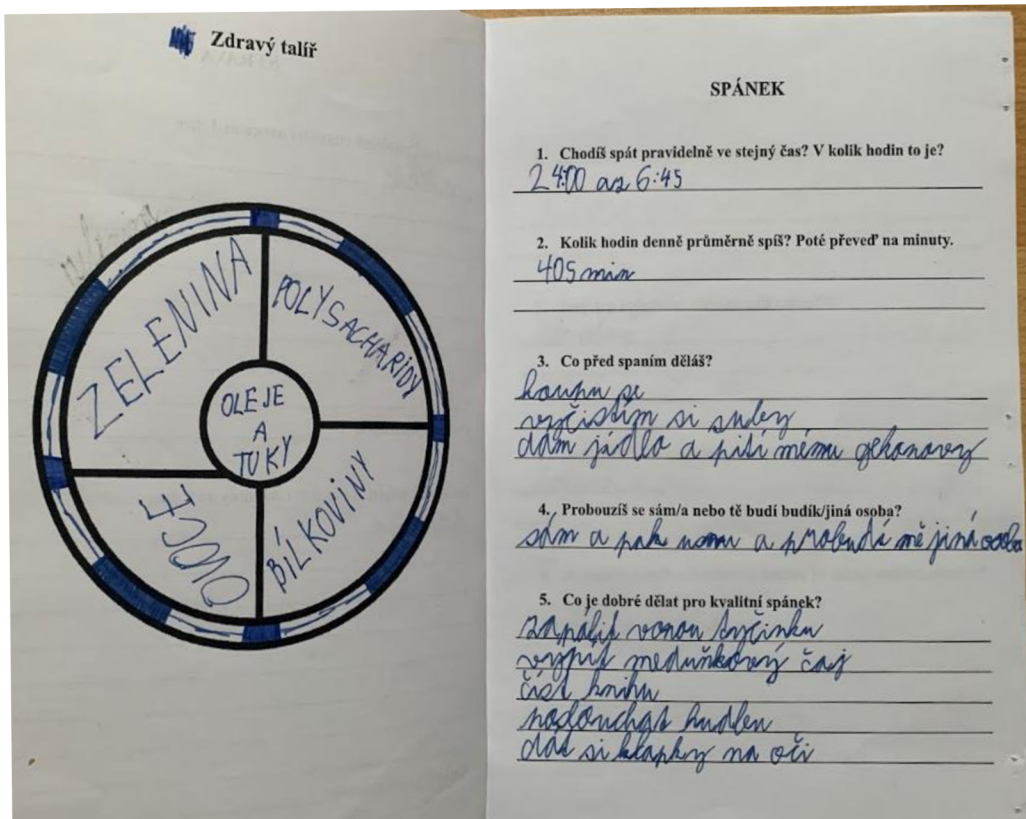 Zdravý talíř
ZELENINA
POLYSACHARIDY
OLEJE
A
TUKY
OVOCE
BÍLKOVINY
SPÁNEK
1. Chodíš spát pravidelně ve stejný čas? V kolik hodin to je?
24:00 az 6:45
2. Kolik hodin denně průměrně spíš? Poté převeď na minuty.
405 min
3. Co před spaním děláš?
koupu se
vyčistím si zuby
dám jídlo a pití mému gekonovy
4. Probouzíš se sám/a nebo tě budí budík/jiná osoba?
sám a pak usnu a probudí mě jiná osoba
5. Co je dobré dělat pro kvalitní spánek?
zapálit vonou tyčinku
vypít meduňkový čaj
číst knihu
poslouchat hudbu
dát si klapky na oči